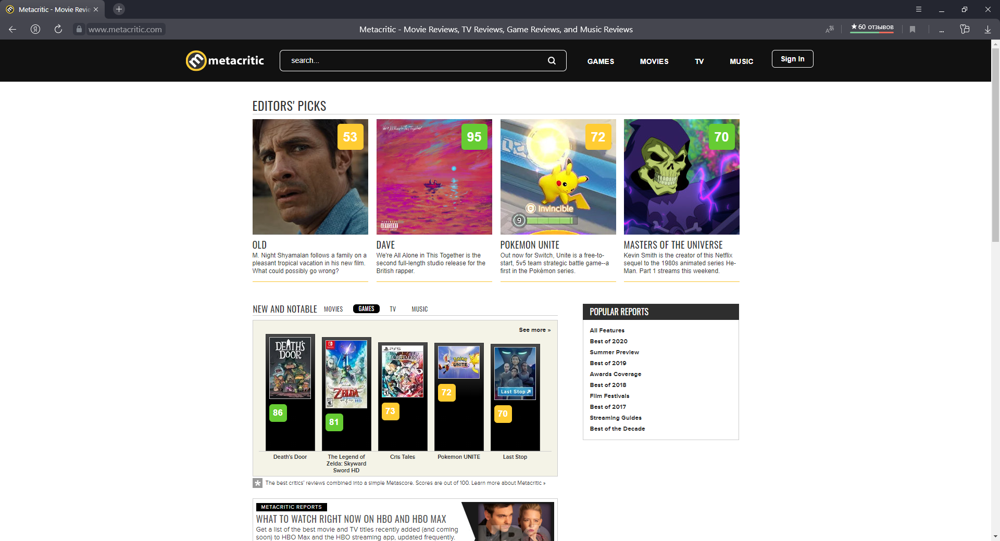 Metacritic - Movie Revie
www.metacritic.com
Metacritic - Movie Reviews, TV Reviews, Game Reviews, and Music Reviews
★60 отзывов
metacritic
search...
GAMES
MOVIES
TV
MUSIC
Sign In
EDITORS' PICKS
53
We're All Alone In This Together
95
PARENTAL
ADVISORY
EXPLICIT CONTENT
72
Invincible
9
70
OLD
M. Night Shyamalan follows a family on a
pleasant tropical vacation in his new film.
What could possibly go wrong?
DAVE
We're All Alone in This Together is the
second full-length studio release for the
British rapper.
POKEMON UNITE
Out now for Switch, Unite is a free-to-
start, 5v5 team strategic battle game--a
first in the Pokémon series.
MASTERS OF THE UNIVERSE
Kevin Smith is the creator of this Netflix
sequel to the 1980s animated series He-
Man. Part 1 streams this weekend.
NEW AND NOTABLE
MOVIES
GAMES
TV
MUSIC
See more »
DEATH'S
DOOR
86
ZELDA
HD
81
PS5
CRIS TALES
73
POKÉMON
UNITE
72
Last Stop
70
Death's Door
The Legend of
Zelda: Skyward
Sword HD
Cris Tales
Pokemon UNITE
Last Stop
* The best critics' reviews combined into a simple Metascore. Scores are out of 100. Learn more about Metacritic »
POPULAR REPORTS
All Features
Best of 2020
Summer Preview
Best of 2019
Awards Coverage
Best of 2018
Film Festivals
Best of 2017
Streaming Guides
Best of the Decade
METACRITIC REPORTS
WHAT TO WATCH RIGHT NOW ON HBO AND HBO MAX
Get a list of the best movie and TV titles recently added (and coming
soon) to HBO Max and the HBO streaming app, updated frequently.